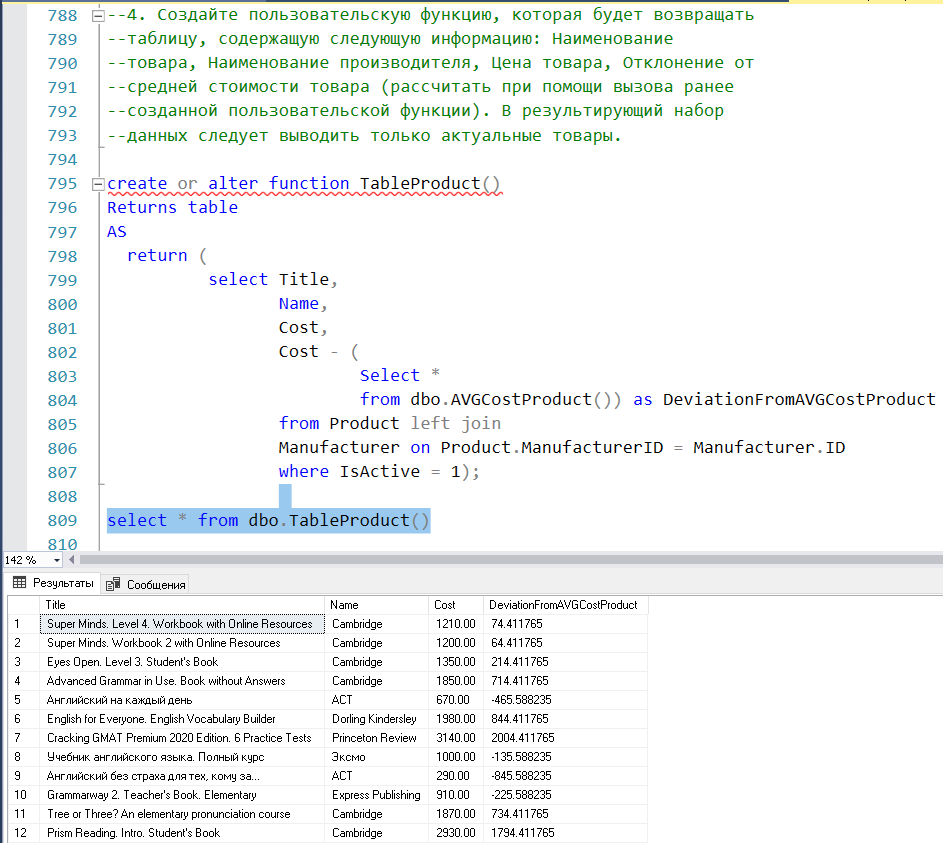 788 --4. Создайте пользовательскую функцию, которая будет возвращать
789 --таблицу, содержащую следующую информацию: Наименование
790 --товара, Наименование производителя, Цена товара, Отклонение от
791 --средней стоимости товара (рассчитать при помощи вызова ранее
792 --созданной пользовательской функции). В результирующий набор
793 --данных следует выводить только актуальные товары.
794
795 create or alter function TableProduct()
796 Returns table
797 AS
798 return (
799 select Title,
800 Name,
801 Cost,
802 Cost - (
803 Select *
804 from dbo.AVGCostProduct()) as DeviationFromAVGCostProduct
805 from Product left join
806 Manufacturer on Product.ManufacturerID = Manufacturer.ID
807 where IsActive = 1);
808
809 select * from dbo.TableProduct()
810
142 %
Результаты Сообщения
Title Name Cost DeviationFromAVGCostProduct
1 Super Minds. Level 4. Workbook with Online Resources Cambridge 1210.00 74.411765
2 Super Minds. Workbook 2 with Online Resources Cambridge 1200.00 64.411765
3 Eyes Open. Level 3. Student's Book Cambridge 1350.00 214.411765
4 Advanced Grammar in Use. Book without Answers Cambridge 1850.00 714.411765
5 Английский на каждый день АСТ 670.00 -465.588235
6 English for Everyone. English Vocabulary Builder Dorling Kindersley 1980.00 844.411765
7 Cracking GMAT Premium 2020 Edition. 6 Practice Tests Princeton Review 3140.00 2004.411765
8 Учебник английского языка. Полный курс Эксмо 1000.00 -135.588235
9 Английский без страха для тех, кому за... АСТ 290.00 -845.588235
10 Grammarway 2. Teacher's Book. Elementary Express Publishing 910.00 -225.588235
11 Tree or Three? An elementary pronunciation course Cambridge 1870.00 734.411765
12 Prism Reading. Intro. Student's Book Cambridge 2930.00 1794.411765